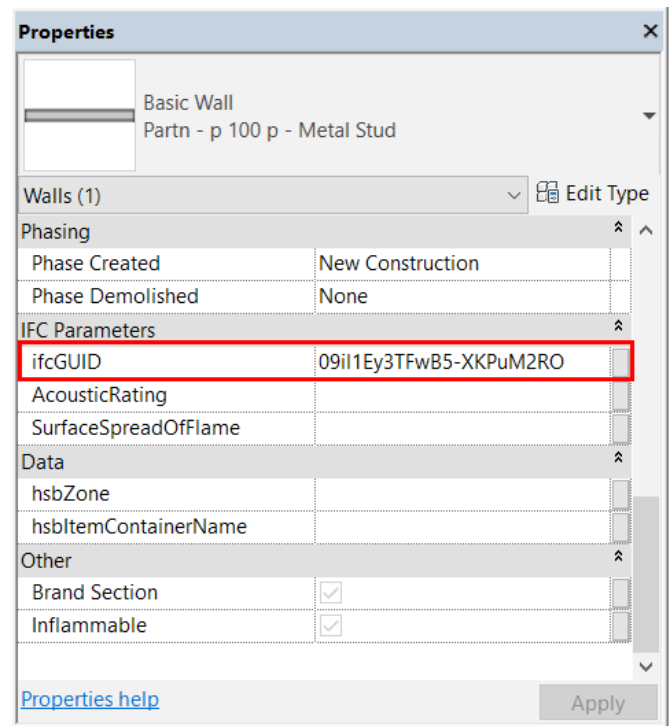 Properties
Basic Wall
Partn - p 100 p - Metal Stud
Walls (1) Edit Type
Phasing
Phase Created New Construction
Phase Demolished None
IFC Parameters
ifcGUID 09iI1Ey3TFwB5-XKPuM2RO
AcousticRating
SurfaceSpreadOfFlame
Data
hsbZone
hsbItemContainerName
Other
Brand Section
Inflammable
Properties help Apply